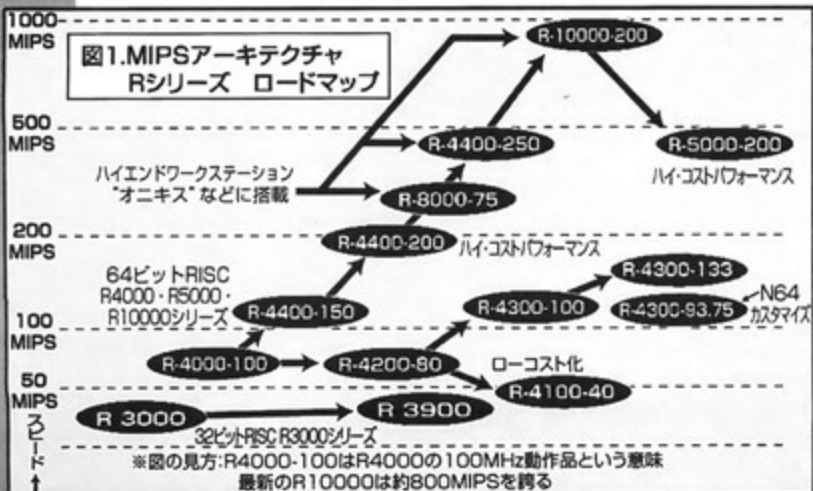 1000
MIPS
図1.MIPSアーキテクチャ
Rシリーズ ロードマップ
R-10000-200
500
MIPS
R-4400-250
R-5000-200
ハイ・コストパフォーマンス
ハイエンドワークステーション
"オニキス"などに搭載
R-8000-75
200
MIPS
R-4400-200
ハイ・コストパフォーマンス
64ビットRISC
R4000・R5000・
R10000シリーズ
R-4400-150
R-4300-133
R-4300-100
R-4300-93.75
N64
カスタマイズ
100
MIPS
R-4000-100
R-4200-80
ローコスト化
R-4100-40
50
MIPS
R 3000
R 3900
32ビットRISC R3000シリーズ
スピード↑
※図の見方:R4000-100はR4000の100MHz動作品という意味
最新のR10000は約800MIPSを誇る